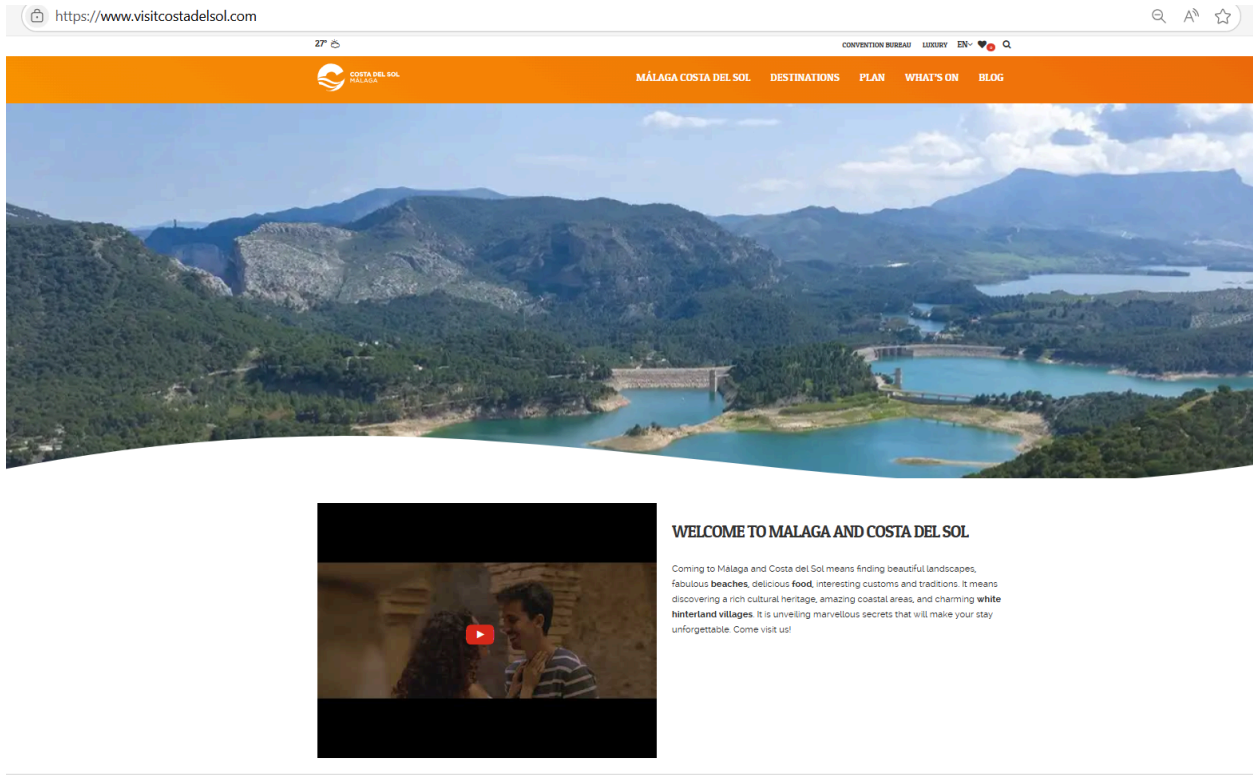 https://www.visitcostadelsol.com
27° CONVENTION BUREAU LUXURY EN
COSTA DEL SOL
MÁLAGA
MÁLAGA COSTA DEL SOL DESTINATIONS PLAN WHAT'S ON BLOG
WELCOME TO MALAGA AND COSTA DEL SOL
Coming to Málaga and Costa del Sol means finding beautiful landscapes,
fabulous beaches, delicious food, interesting customs and traditions. It means
discovering a rich cultural heritage, amazing coastal areas, and charming white
hinterland villages. It is unveiling marvellous secrets that will make your stay
unforgettable. Come visit us!